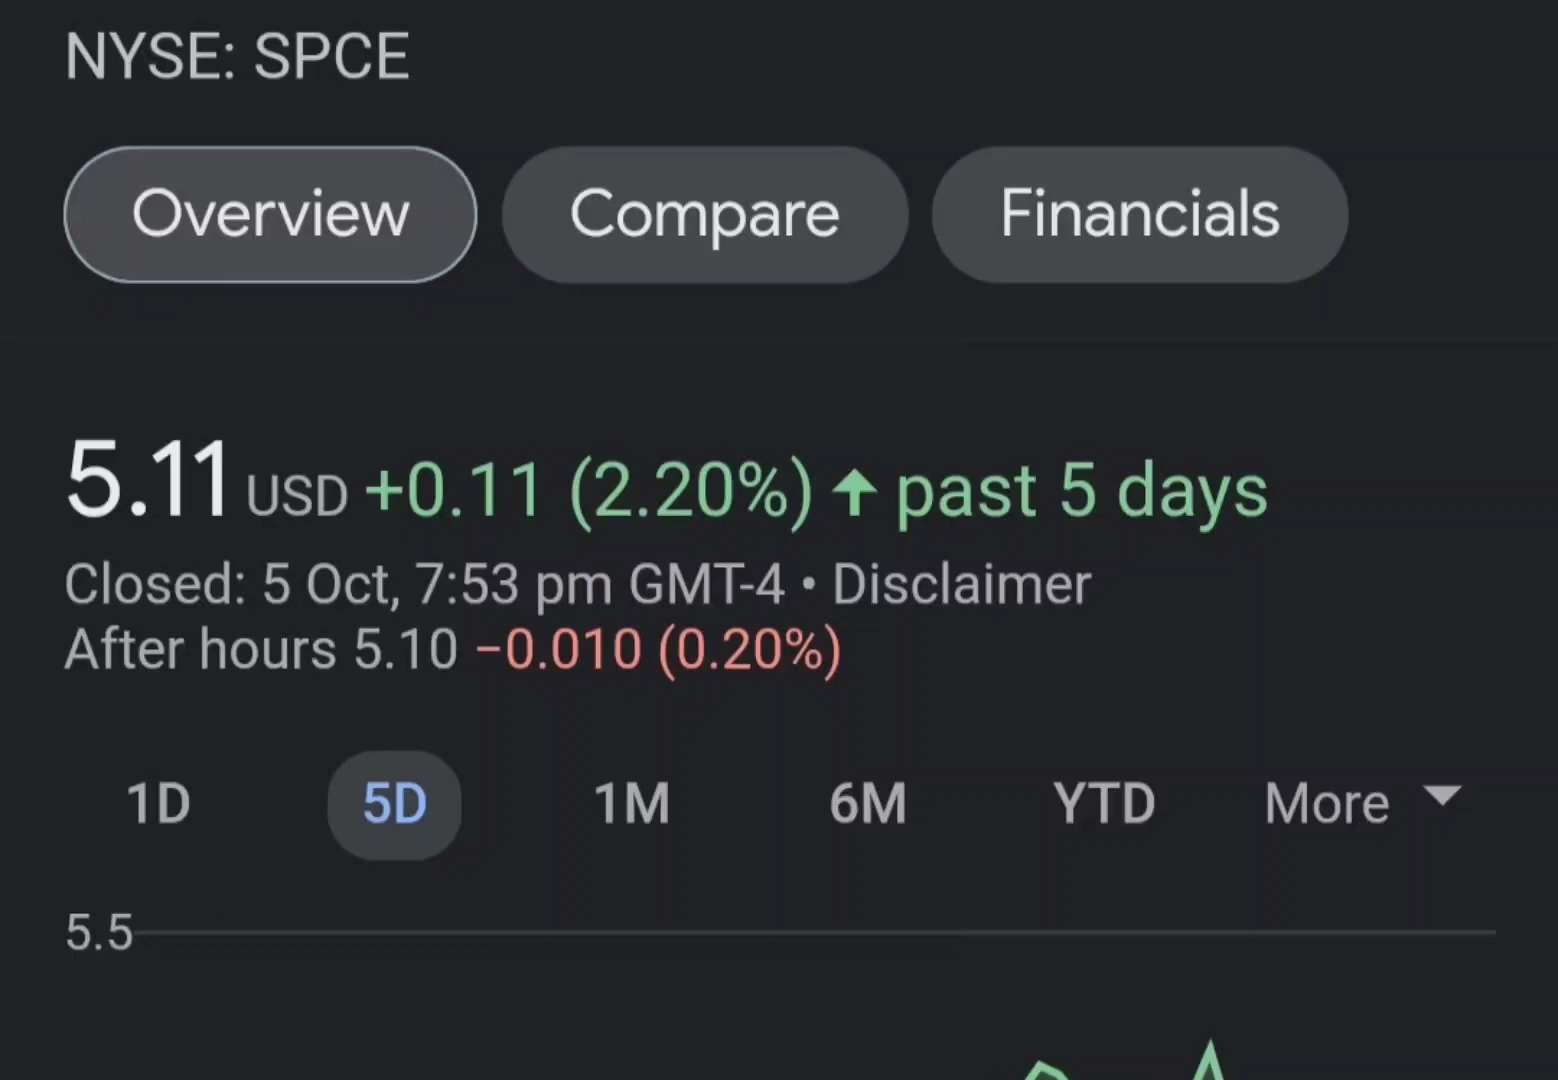 NYSE: SPCE
Overview Compare Financials
5.11 USD +0.11 (2.20%) ↑ past 5 days
Closed: 5 Oct, 7:53 pm GMT-4 • Disclaimer
After hours 5.10 −0.010 (0.20%)
1D 5D 1M 6M YTD More
5.5